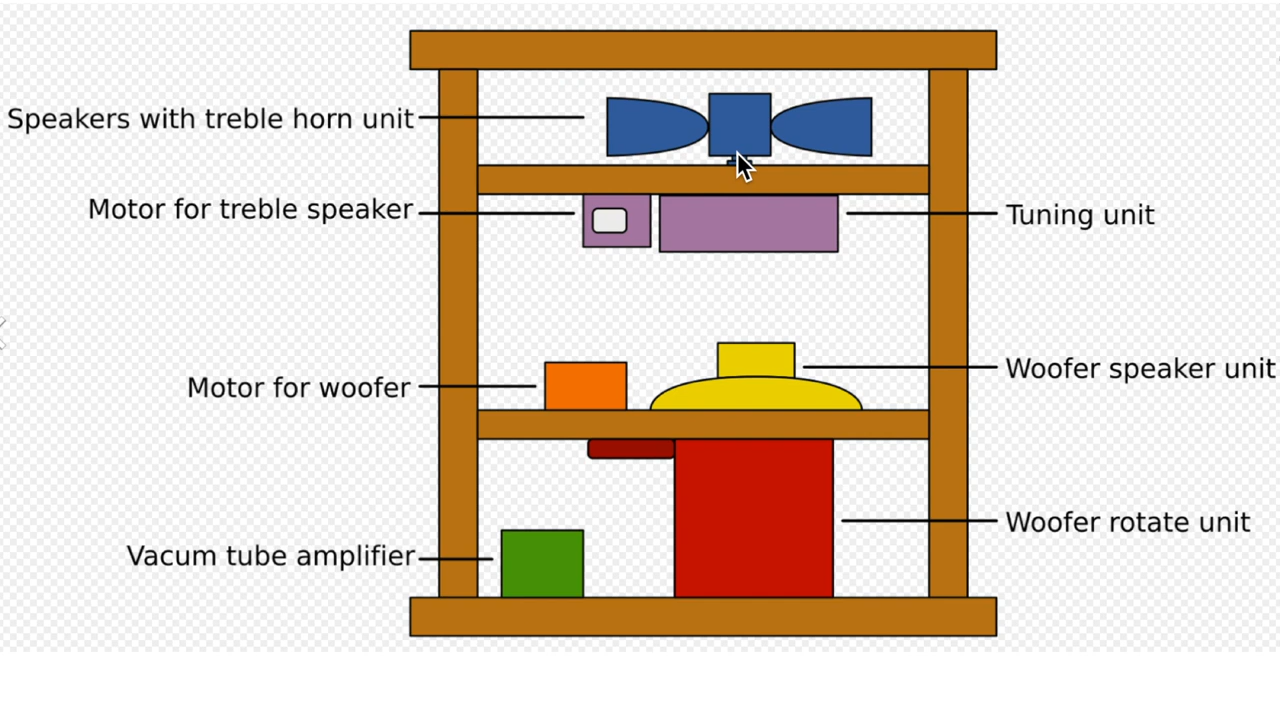 Speakers with treble horn unit
Motor for treble speaker
Tuning unit
Woofer speaker unit
Motor for woofer
Woofer rotate unit
Vacum tube amplifier